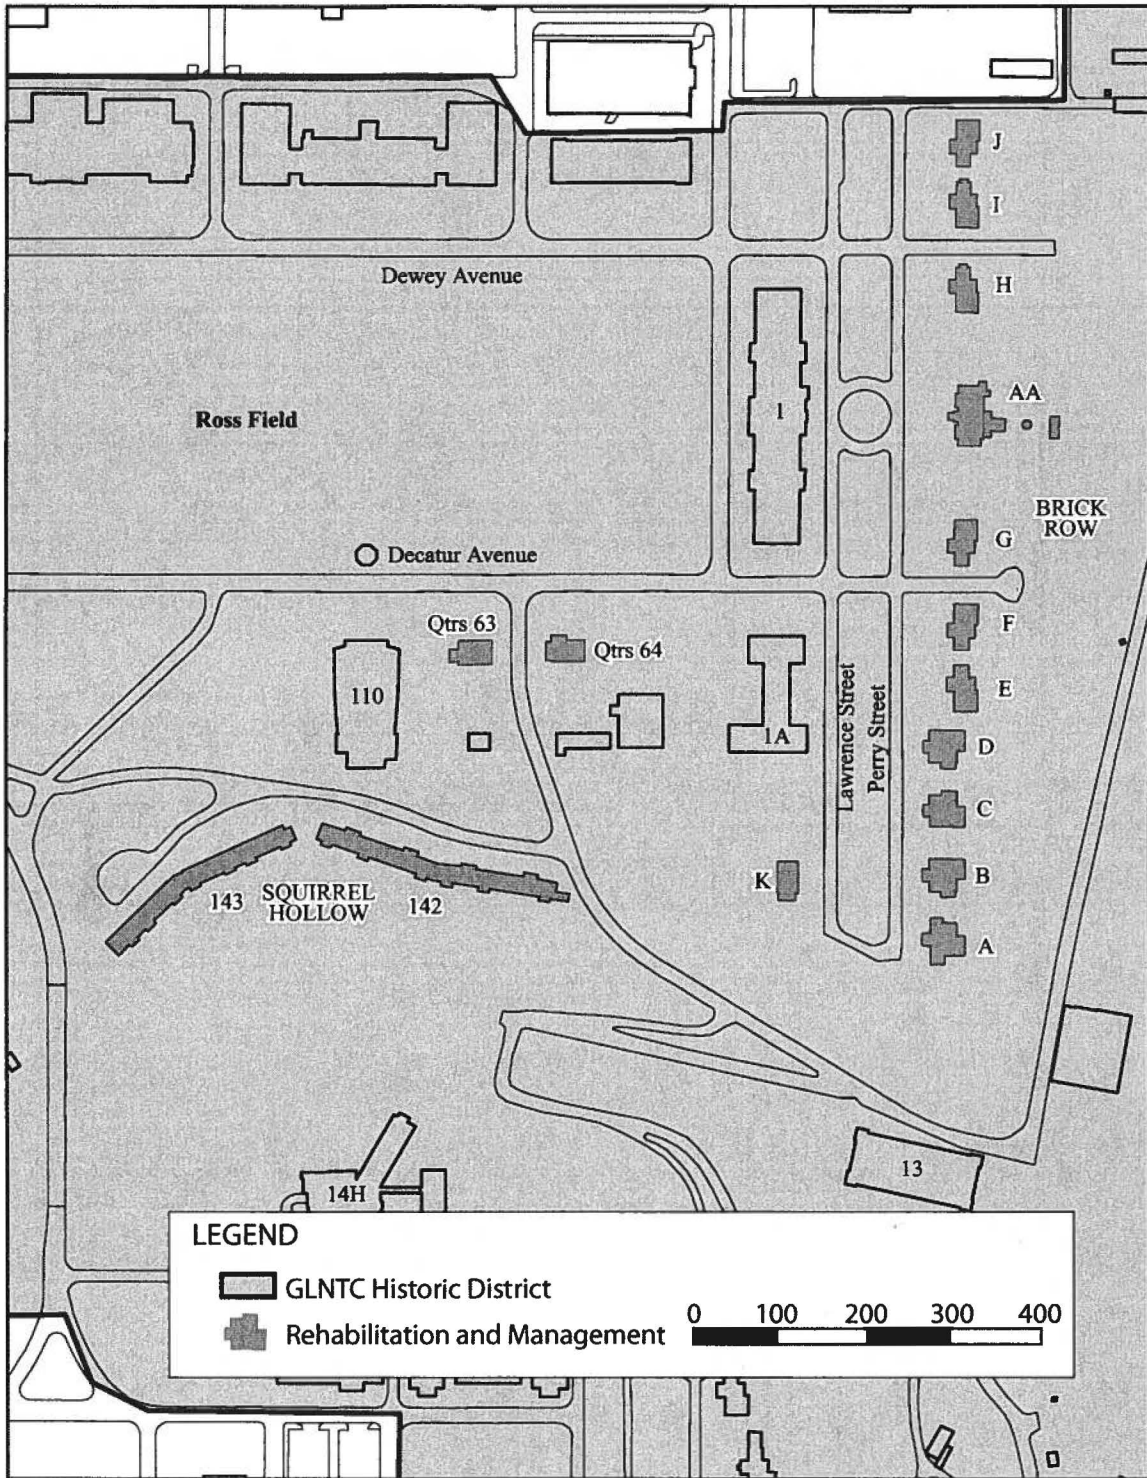 J
I
Dewey Avenue
H
AA
Ross Field
1
BRICK
ROW
G
Decatur Avenue
Qtrs 63
Qtrs 64
F
110
E
1A
Lawrence Street
Perry Street
D
C
K
B
143
SQUIRREL
HOLLOW
142
A
13
14H
LEGEND
GLNTC Historic District
Rehabilitation and Management
0 100 200 300 400